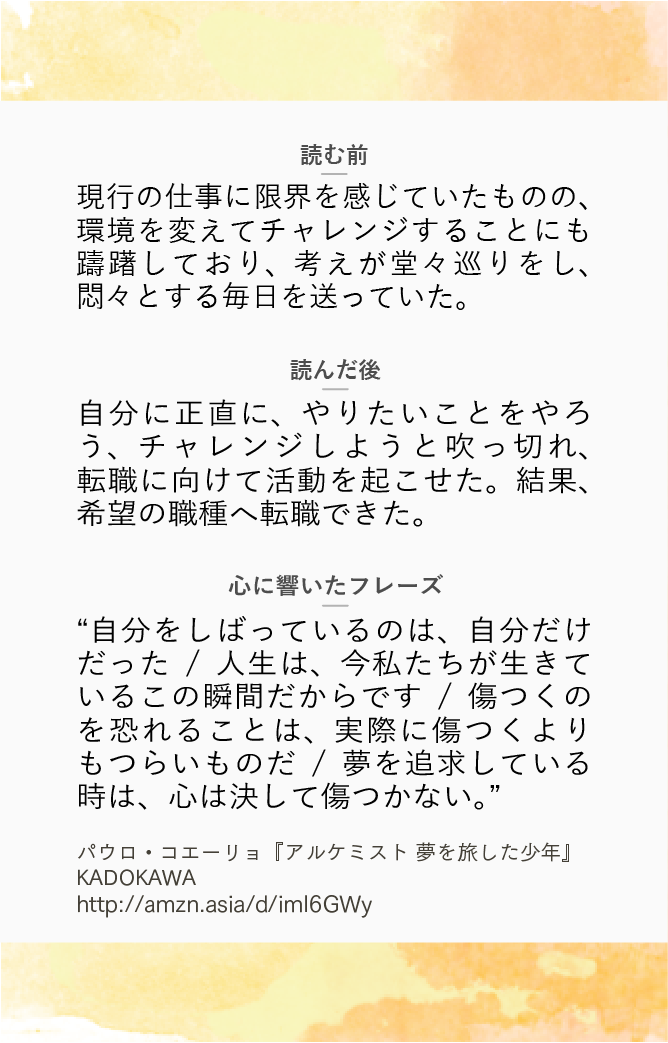 読む前
現行の仕事に限界を感じていたものの、
環境を変えてチャレンジすることにも
躊躇しており、考えが堂々巡りをし、
悶々とする毎日を送っていた。
読んだ後
自分に正直に、やりたいことをやろ
う、チャレンジしようと吹っ切れ、
転職に向けて活動を起こせた。結果、
希望の職種へ転職できた。
心に響いたフレーズ
“自分をしばっているのは、自分だけ
だった / 人生は、今私たちが生きて
いるこの瞬間だからです / 傷つくの
を恐れることは、実際に傷つくより
もつらいものだ / 夢を追求している
時は、心は決して傷つかない。”
パウロ・コエーリョ『アルケミスト 夢を旅した少年』
KADOKAWA
http://amzn.asia/d/iml6GWy